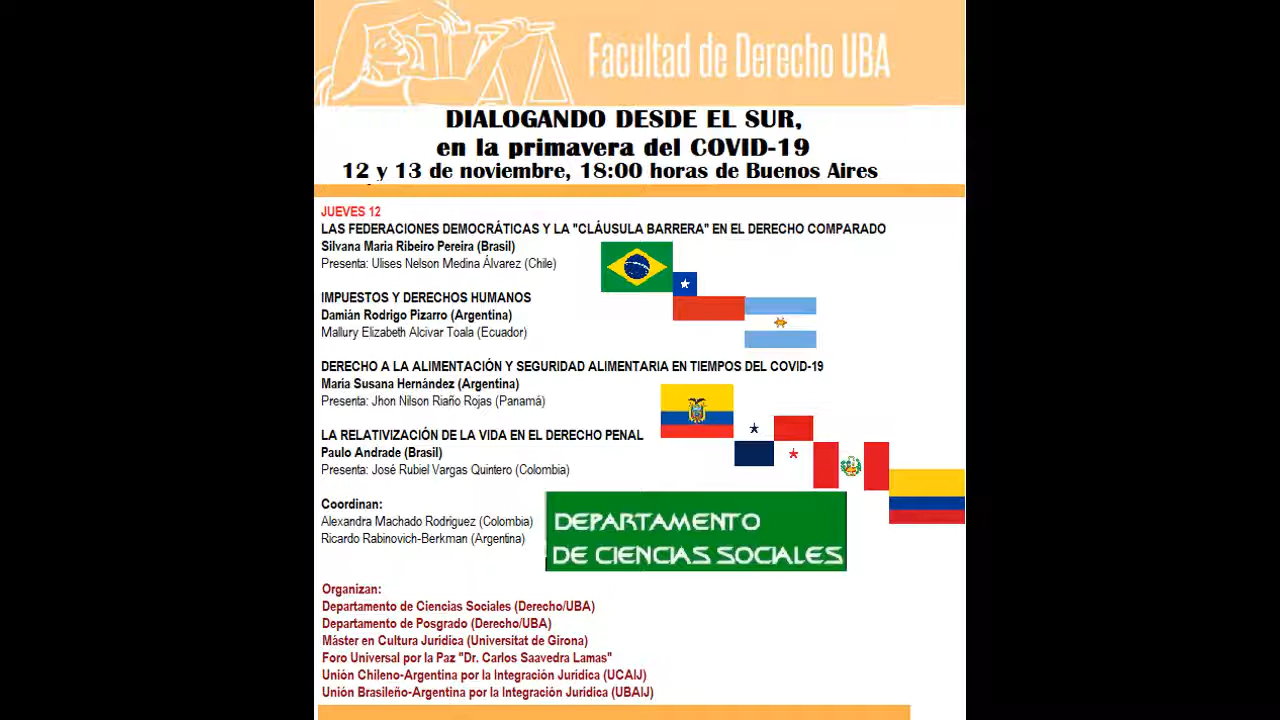 Facultad de Derecho UBA
DIALOGANDO DESDE EL SUR,
en la primavera del COVID-19
12 y 13 de noviembre, 18:00 horas de Buenos Aires
JUEVES 12
LAS FEDERACIONES DEMOCRÁTICAS Y LA "CLÁUSULA BARRERA" EN EL DERECHO COMPARADO
Silvana Maria Ribeiro Pereira (Brasil)
Presenta: Ulises Nelson Medina Álvarez (Chile)
IMPUESTOS Y DERECHOS HUMANOS
Damián Rodrigo Pizarro (Argentina)
Mallury Elizabeth Alcivar Toala (Ecuador)
DERECHO A LA ALIMENTACIÓN Y SEGURIDAD ALIMENTARIA EN TIEMPOS DEL COVID-19
María Susana Hernández (Argentina)
Presenta: Jhon Nilson Riaño Rojas (Panamá)
LA RELATIVIZACIÓN DE LA VIDA EN EL DERECHO PENAL
Paulo Andrade (Brasil)
Presenta: José Rubiel Vargas Quintero (Colombia)
Coordinan:
Alexandra Machado Rodríguez (Colombia)
Ricardo Rabinovich-Berkman (Argentina)
DEPARTAMENTO
DE CIENCIAS SOCIALES
Organizan:
Departamento de Ciencias Sociales (Derecho/UBA)
Departamento de Posgrado (Derecho/UBA)
Máster en Cultura Jurídica (Universitat de Girona)
Foro Universal por la Paz "Dr. Carlos Saavedra Lamas"
Unión Chileno-Argentina por la Integración Jurídica (UCAIJ)
Unión Brasileño-Argentina por la Integración Jurídica (UBAIJ)